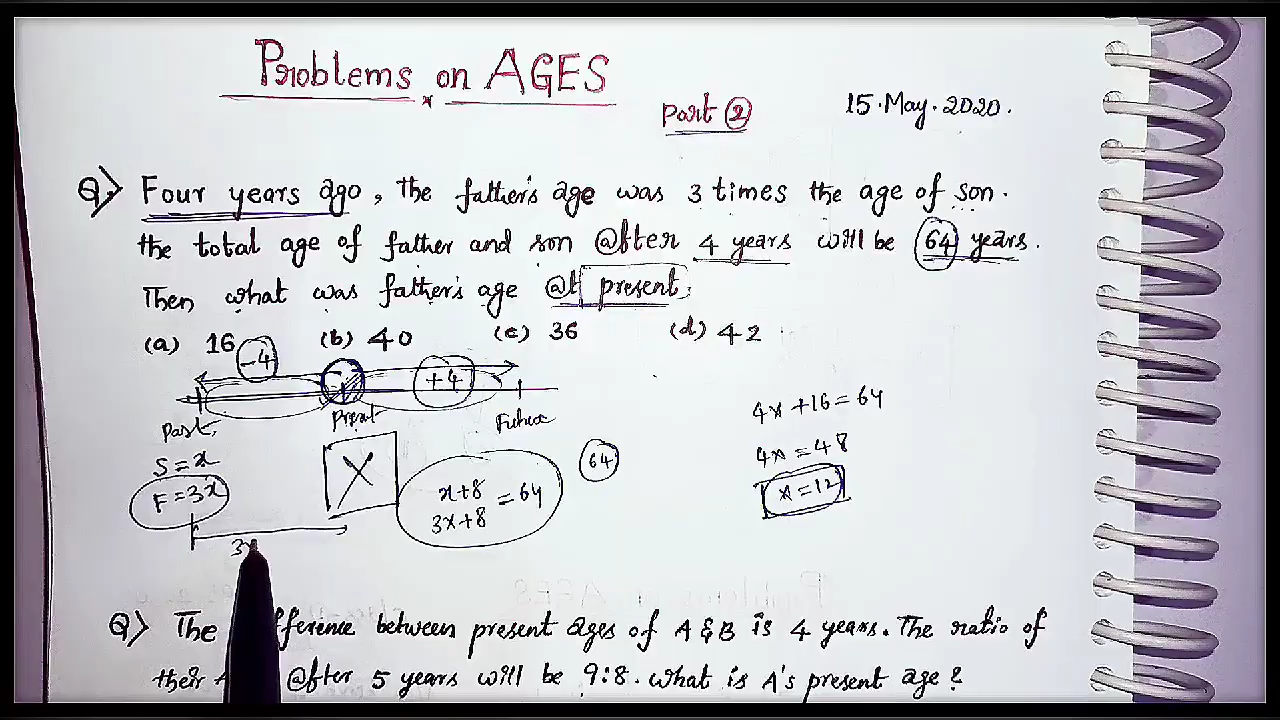 Problems on AGES
Part 2
15.May.2020.
Q> Four years ago, the father's age was 3 times the age of son.
the total age of father and son @fter 4 years will be 64 years.
Then what was father's age @t present.
(a) 16 (b) 40 (c) 36 (d) 42
-4 +4
Past, Present Future
S = x
F = 3x
X
x+8
3x+8 = 64
64
4x +16 = 64
4x = 48
x = 12
Q> The fference between present ages of A & B is 4 years. The ratio of
their @fter 5 years will be 9:8. what is A's present age?